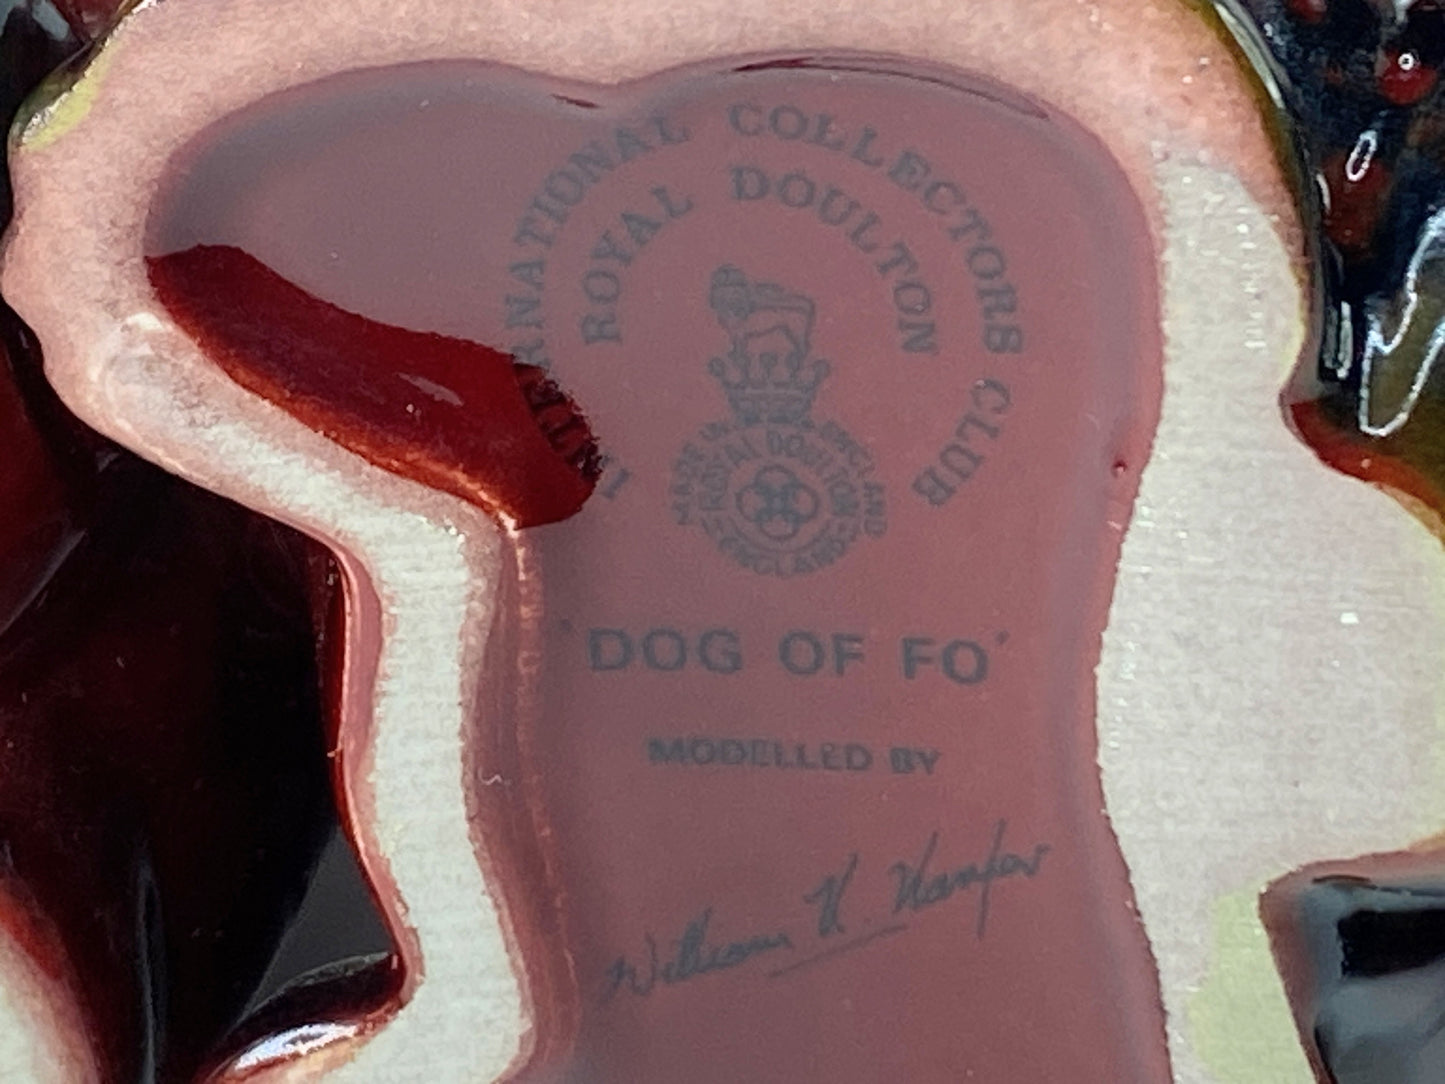 INTERNATIONAL COLLECTORS CLUB
ROYAL DOULTON
MADE IN ENGLAND
ROYAL DOULTON
ENGLAND
'DOG OF FO'
MODELLED BY
William K. Harper